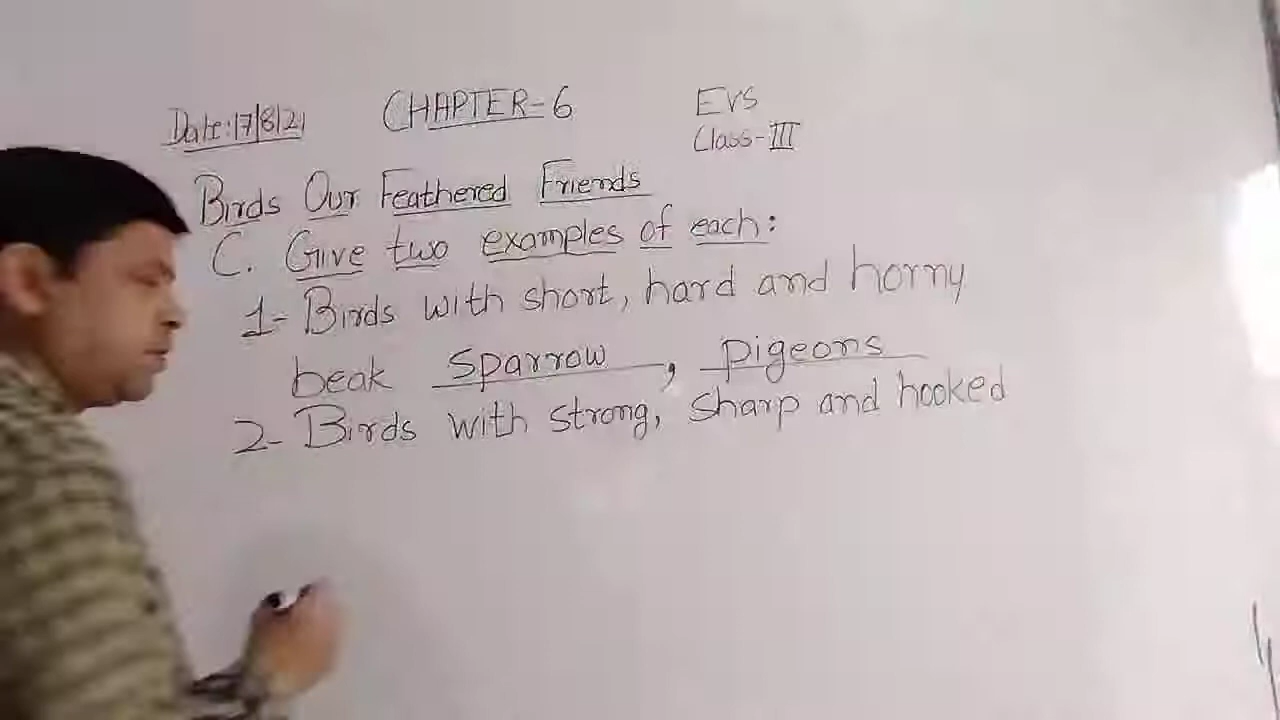 Date:17/8/21 CHAPTER-6 EVS
Class-III
Birds Our Feathered Friends
C. Give two examples of each:
1- Birds with short, hard and horny
beak sparrow, pigeons
2- Birds with strong, sharp and hooked